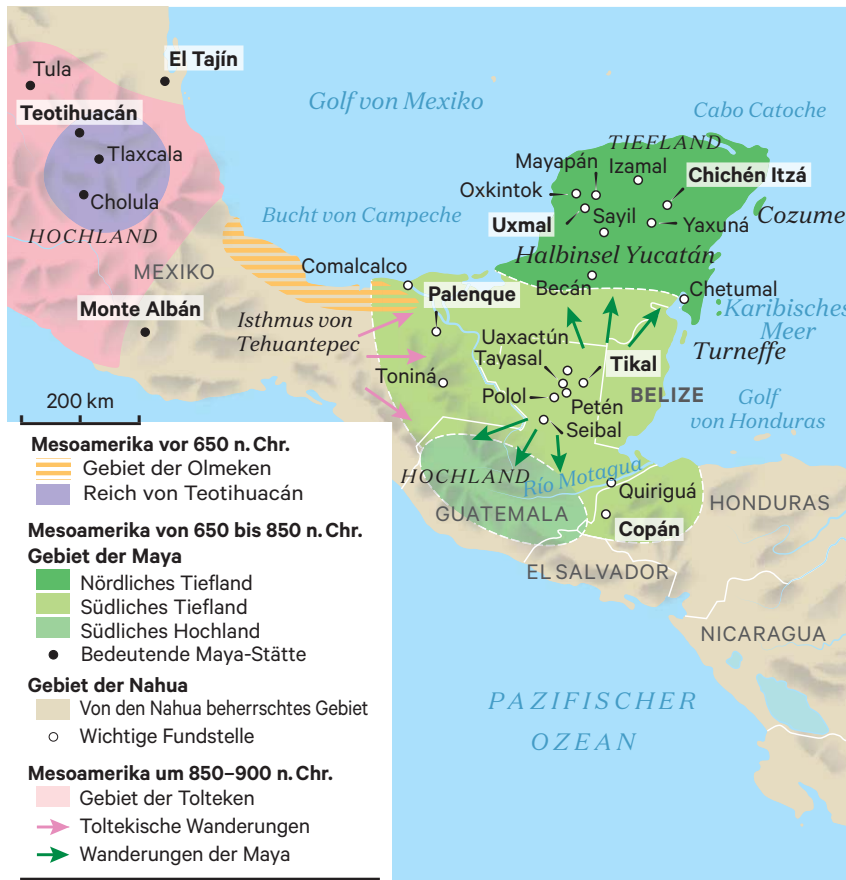 El Tajín
Tula
Golf von Mexiko
Cabo Catoche
Teotihuacán
TIEFLAND
Tlaxcala
Mayapán
Izamal
Chichén Itzá
Oxkintok
Cholula
Bucht von Campeche
Uxmal
Sayil
Yaxuná
Cozume
HOCHLAND
Halbinsel Yucatán
MEXIKO
Comalcalco
Becán
Chetumal
Palenque
Karibisches
Meer
Monte Albán
Isthmus von
Tehuantepec
Uaxactún
Tayasal
Tikal
Turneffe
Toniná
Polol
Petén
BELIZE
Golf
von Honduras
200 km
Seibal
HOCHLAND
Río Motagua
Quiriguá
HONDURAS
GUATEMALA
Copán
EL SALVADOR
NICARAGUA
PAZIFISCHER
OZEAN
Mesoamerika vor 650 n. Chr.
Gebiet der Olmeken
Reich von Teotihuacán
Mesoamerika von 650 bis 850 n. Chr.
Gebiet der Maya
Nördliches Tiefland
Südliches Tiefland
Südliches Hochland
Bedeutende Maya-Stätte
Gebiet der Nahua
Von den Nahua beherrschtes Gebiet
Wichtige Fundstelle
Mesoamerika um 850–900 n. Chr.
Gebiet der Tolteken
Toltekische Wanderungen
Wanderungen der Maya